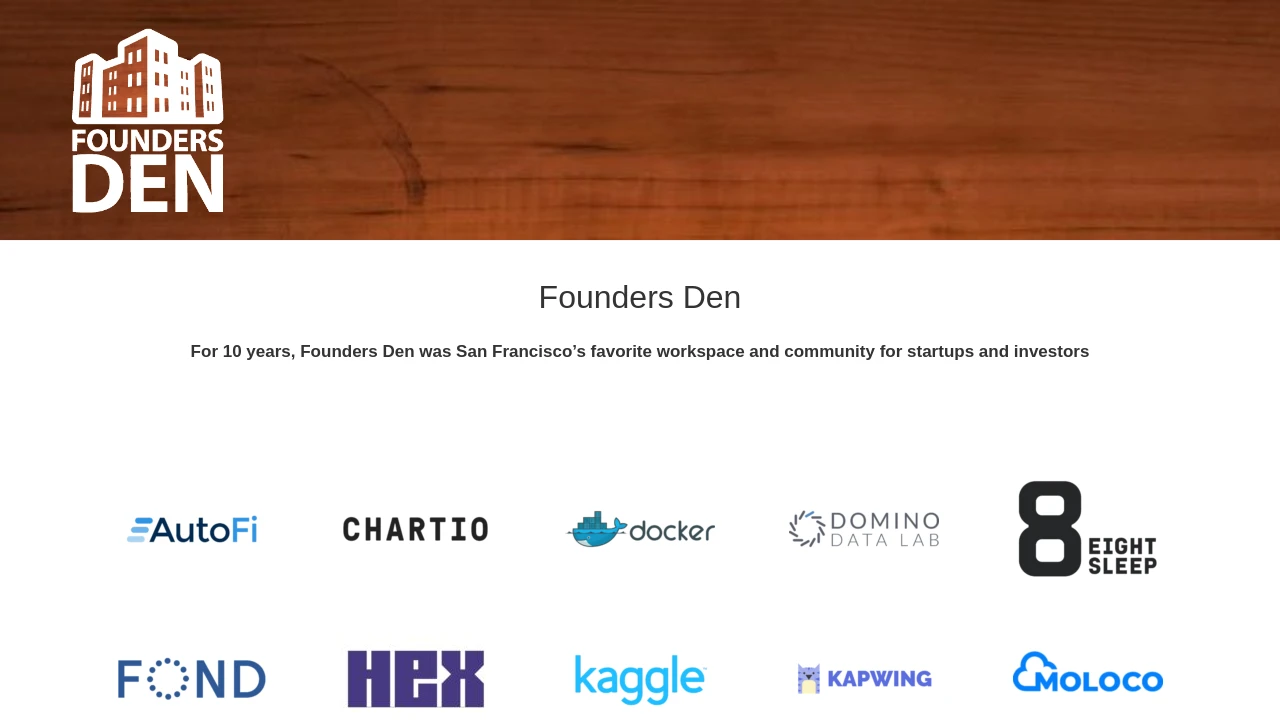 FOUNDERS
DEN
Founders Den
For 10 years, Founders Den was San Francisco’s favorite workspace and community for startups and investors
AutoFi
CHARTIO
docker
DOMINO
DATA LAB
8 EIGHT
SLEEP
FOND
HEX
kaggle
KAPWING
MOLOCO